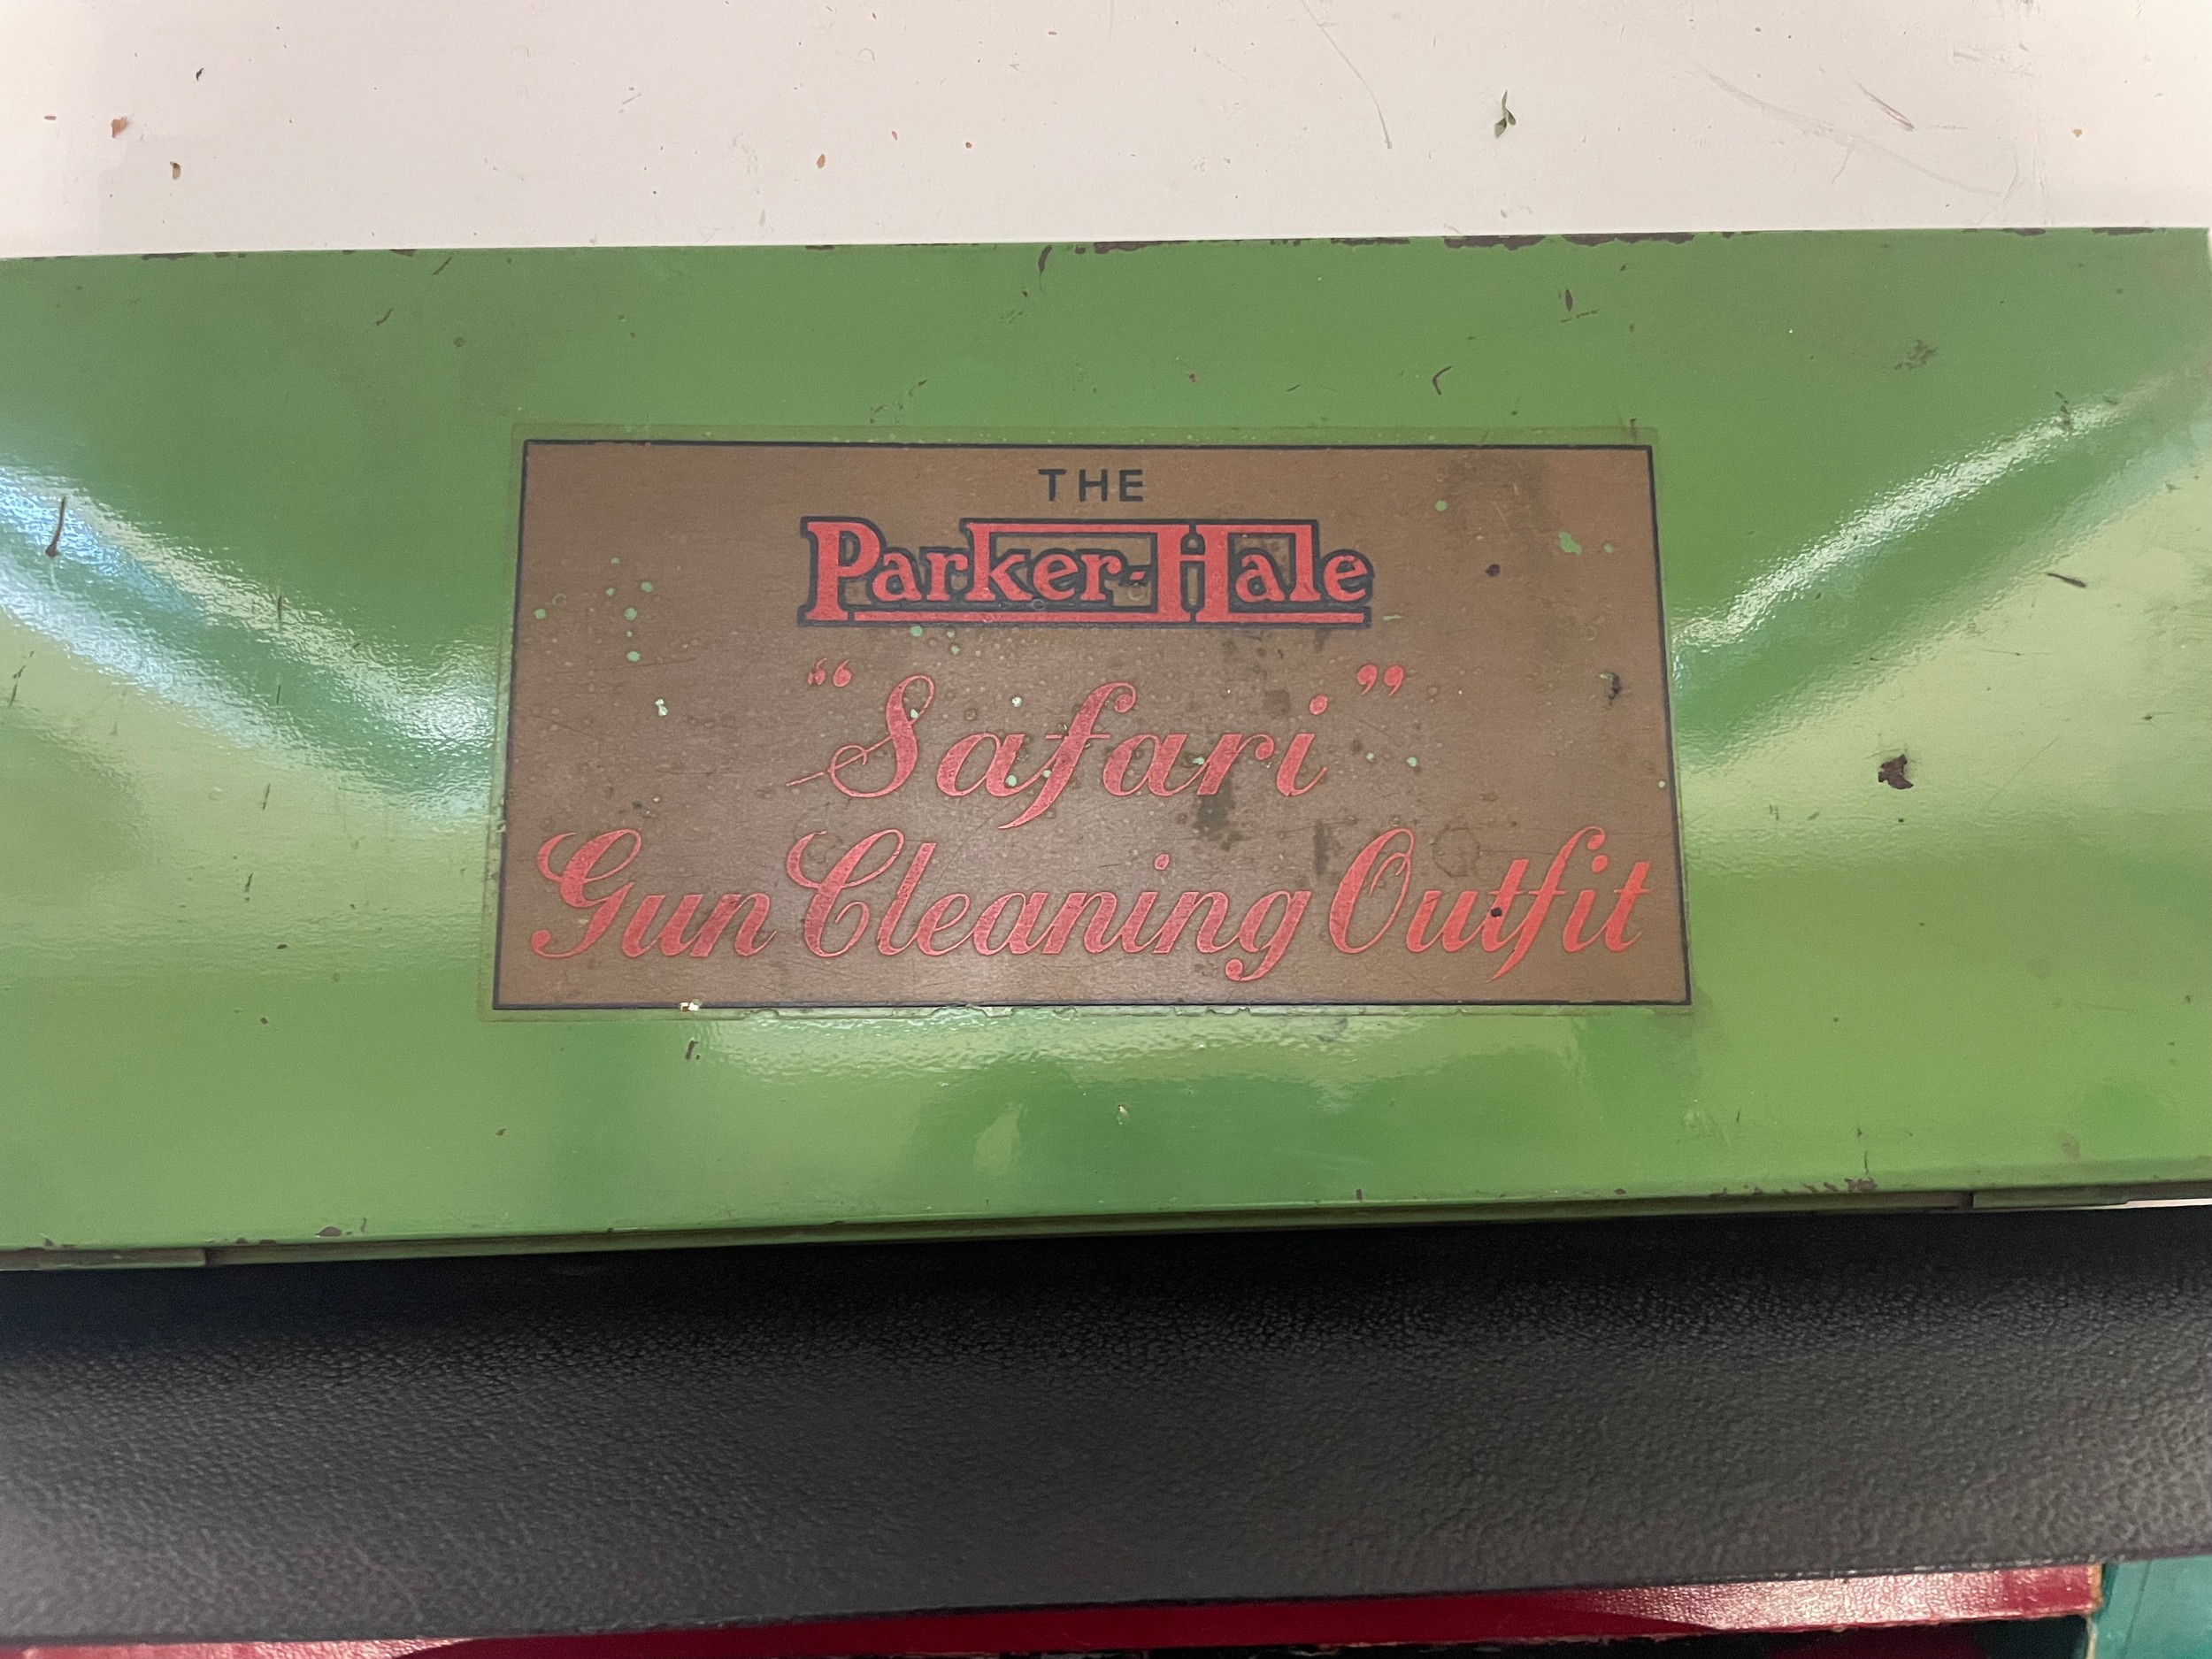 THE
Parker-Hale
“Safari”
Gun Cleaning Outfit